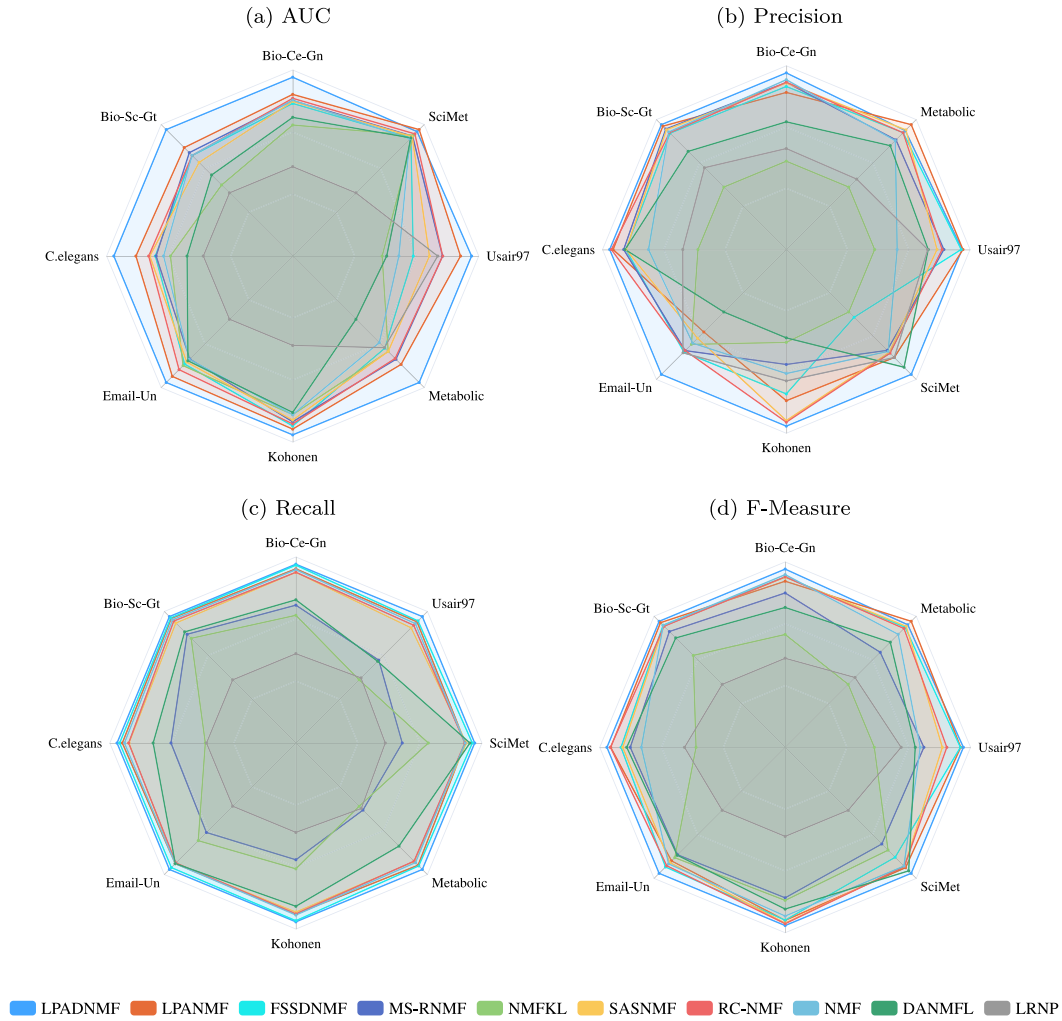 (a) AUC
(b) Precision
Bio-Ce-Gn
Bio-Sc-Gt
SciMet
C.elegans
Usair97
Email-Un
Metabolic
Kohonen
Bio-Ce-Gn
Bio-Sc-Gt
Metabolic
C.elegans
Usair97
Email-Un
SciMet
Kohonen
(c) Recall
(d) F-Measure
Bio-Ce-Gn
Bio-Sc-Gt
Usair97
C.elegans
SciMet
Email-Un
Metabolic
Kohonen
Bio-Ce-Gn
Bio-Sc-Gt
Metabolic
C.elegans
Usair97
Email-Un
SciMet
Kohonen
LPADNMF LPANMF FSSDNMF MS-RNMF NMFKL SASNMF RC-NMF NMF DANMFL LRNP